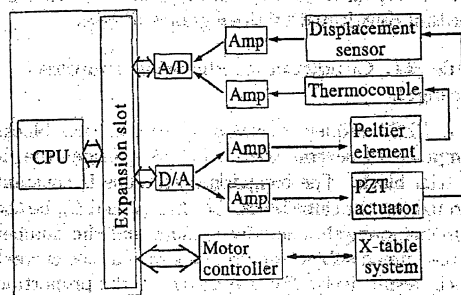 Amp
Displacement
sensor
A/D
Amp
Thermocouple
CPU
Expansion slot
Amp
Peltier
element
D/A
Amp
PZT
actuator
Motor
controller
X-table
system